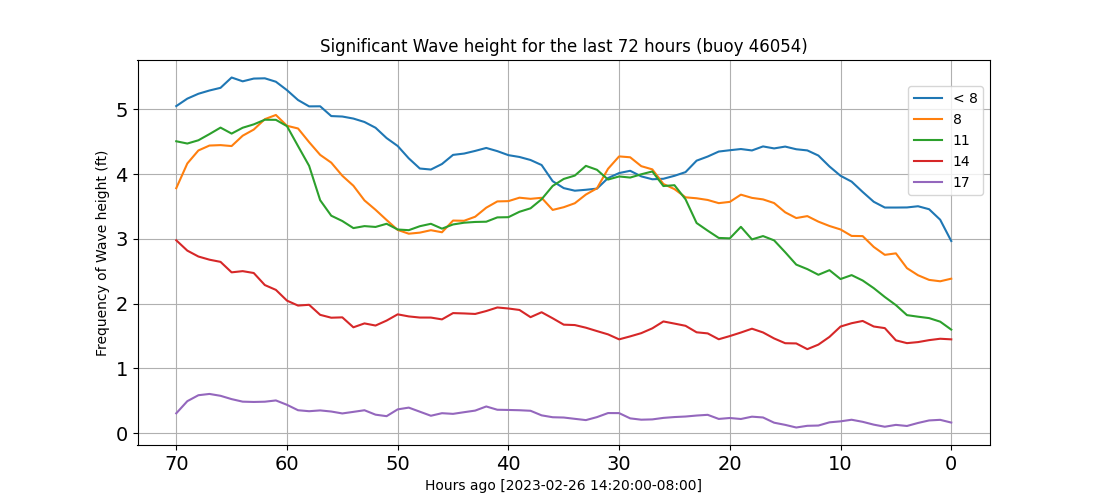 Significant Wave height for the last 72 hours (buoy 46054)
Frequency of Wave height (ft)
5
4
3
2
1
0
< 8
8
11
14
17
70 60 50 40 30 20 10 0
Hours ago [2023-02-26 14:20:00-08:00]